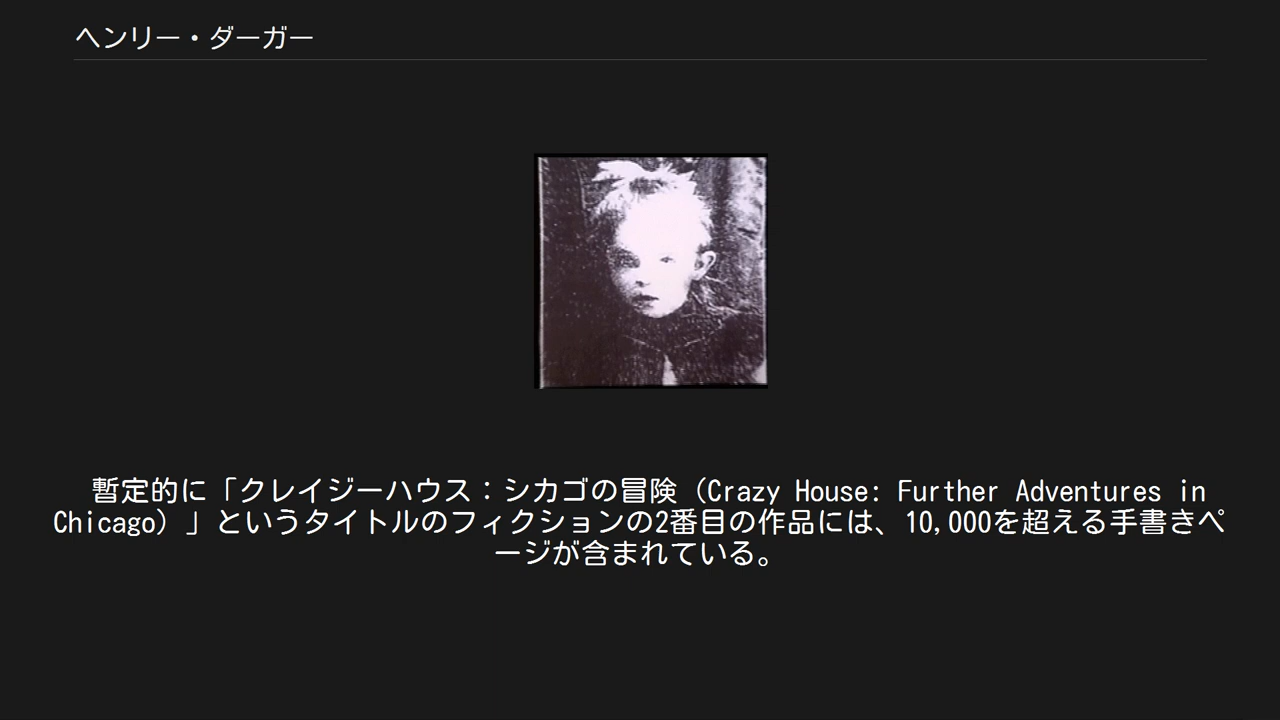 ヘンリー・ダーガー
暫定的に「クレイジーハウス：シカゴの冒険（Crazy House: Further Adventures in
Chicago）」というタイトルのフィクションの2番目の作品には、10,000を超える手書きペ
ージが含まれている。